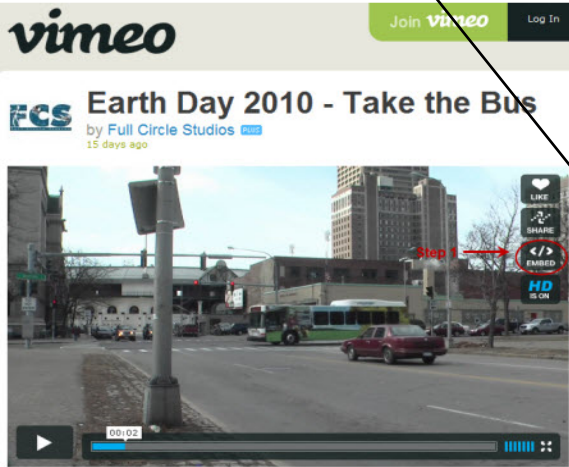 vimeo
Join vimeo
Log In
FCS
Earth Day 2010 - Take the Bus
by Full Circle Studios PLUS
15 days ago
LIKE
SHARE
Step 1
</>
EMBED
HD
IS ON
00:02